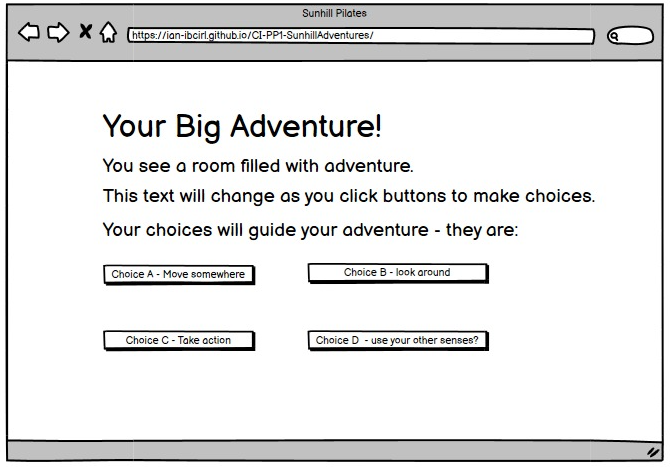 Sunhill Pilates
https://ian-ibcirl.github.io/CI-PP1-SunhillAdventures/
Your Big Adventure!
You see a room filled with adventure.
This text will change as you click buttons to make choices.
Your choices will guide your adventure - they are:
Choice A - Move somewhere
Choice B - look around
Choice C - Take action
Choice D - use your other senses?